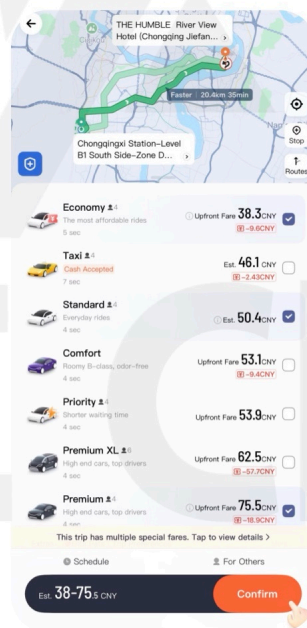 THE HUMBLE River View
Hotel (Chongqing Jiefan... >
Faster 20.4km 35min
Chongqingxi Station-Level
B1 South Side-Zone D... >
Stop
Routes
Economy 4
The most affordable rides
5 sec
Upfront Fare 38.3CNY
-9.6CNY
Taxi 4
Cash Accepted
7 sec
Est. 46.1 CNY
-2.43CNY
Standard 4
Everyday rides
4 sec
Est. 50.4CNY
Comfort
Roomy B-class, odor-free
4 sec
Upfront Fare 53.1CNY
-9.4CNY
Priority 4
Shorter waiting time
4 sec
Upfront Fare 53.9CNY
Premium XL 6
High end cars, top drivers
4 sec
Upfront Fare 62.5CNY
-57.7CNY
Premium 4
High end cars, top drivers
4 sec
Upfront Fare 75.5CNY
-18.9CNY
This trip has multiple special fares. Tap to view details >
Schedule
For Others
Est. 38-75.5 CNY
Confirm